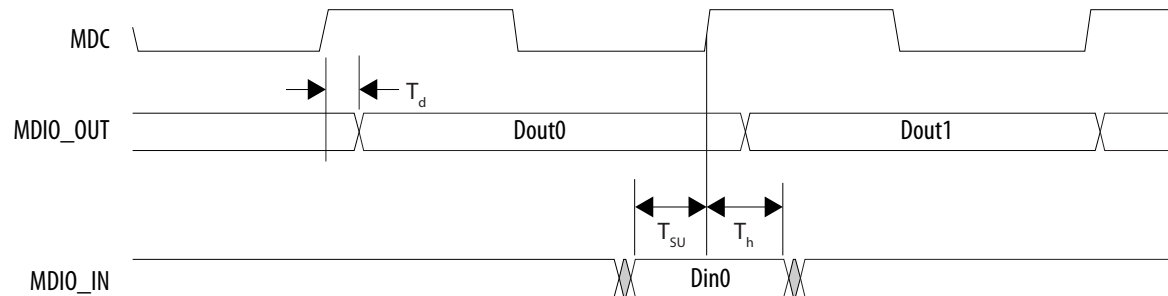 MDC
T_d
MDIO_OUT
Dout0
Dout1
T_SU
T_h
MDIO_IN
Din0